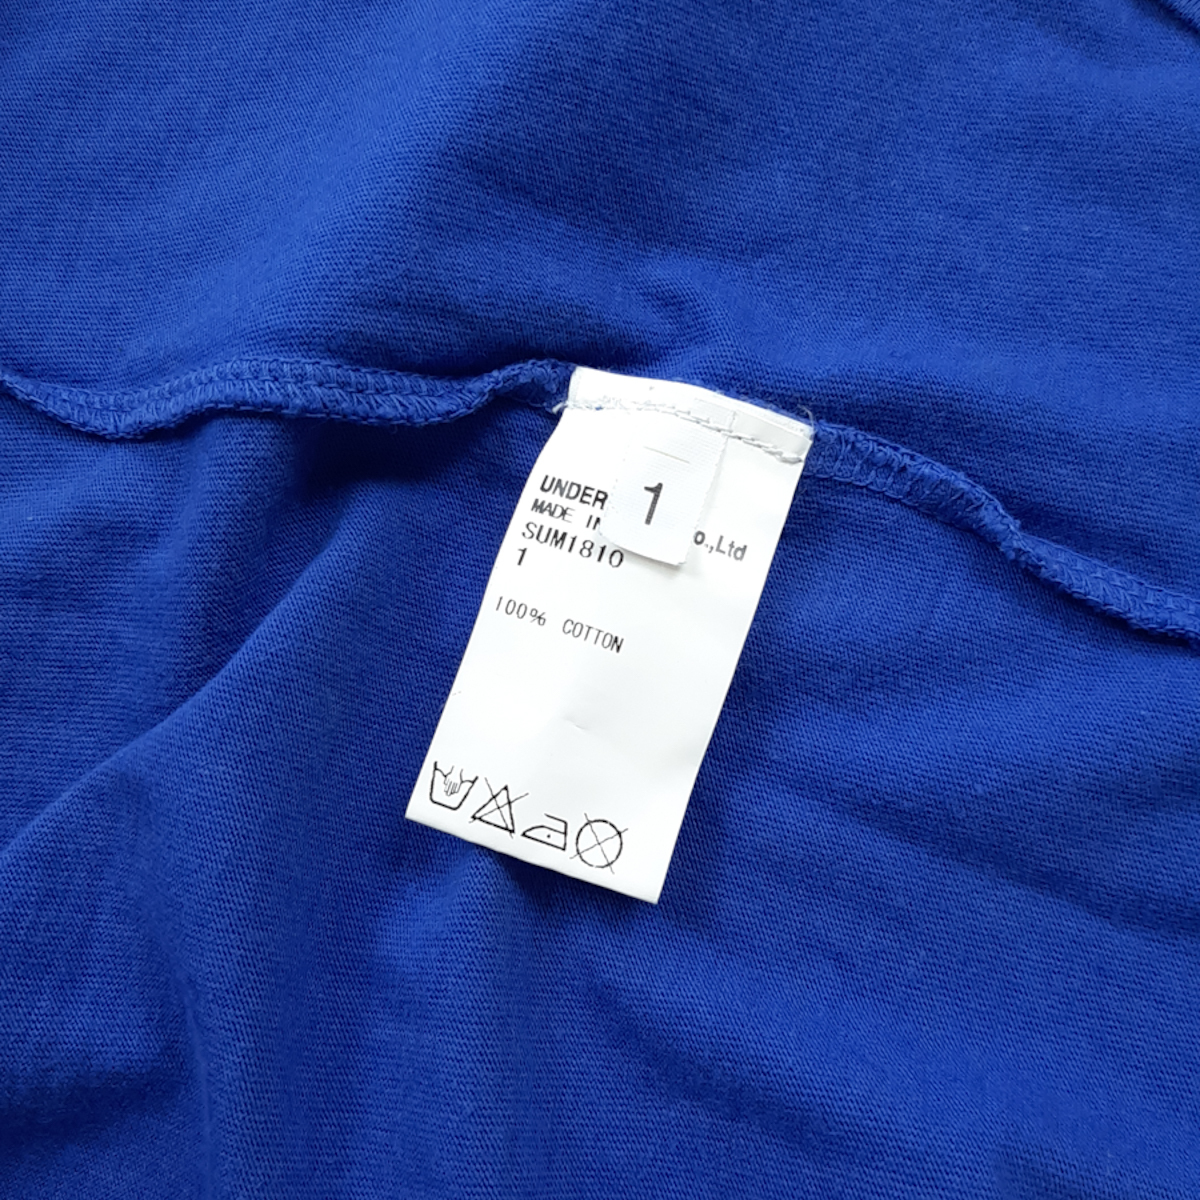 1
UNDER o.,Ltd
MADE IN
SUM1810
1
100% COTTON